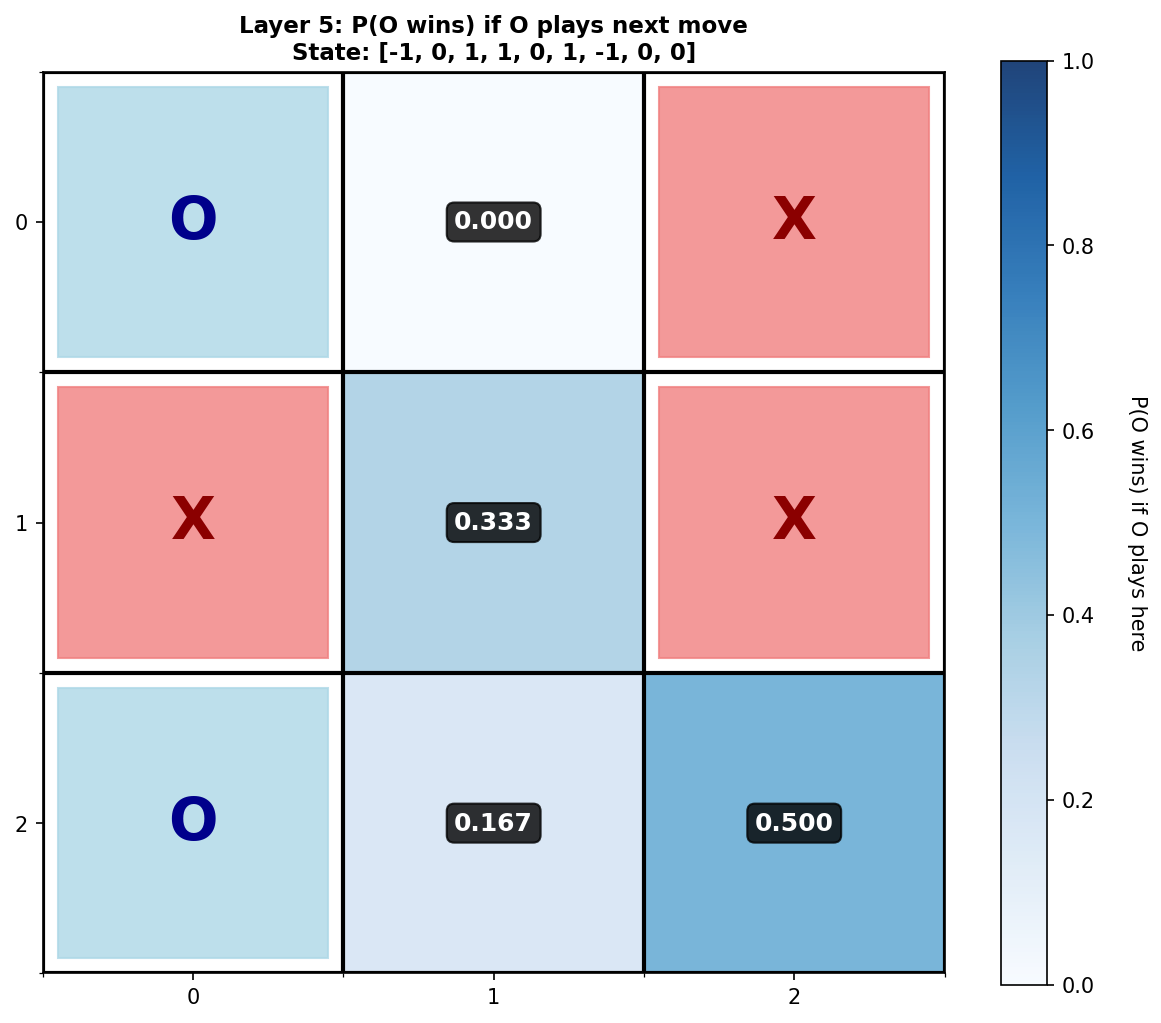 Layer 5: P(O wins) if O plays next move
State: [-1, 0, 1, 1, 0, 1, -1, 0, 0]
0
O
0.000
X
1
X
0.333
X
2
O
0.167
0.500
0
1
2
1.0
0.8
0.6
0.4
0.2
0.0
P(O wins) if O plays here